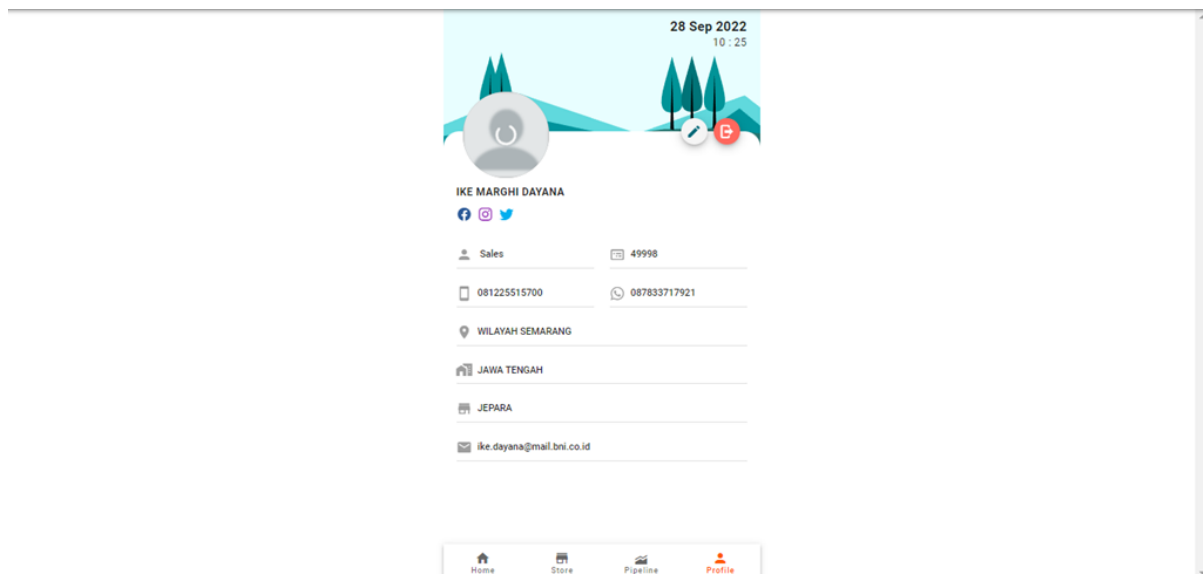 28 Sep 2022
10 : 25
IKE MARGHI DAYANA
Sales
49998
081225515700
087833717921
WILAYAH SEMARANG
JAWA TENGAH
JEPARA
ike.dayana@mail.bni.co.id
Home
Store
Pipeline
Profile